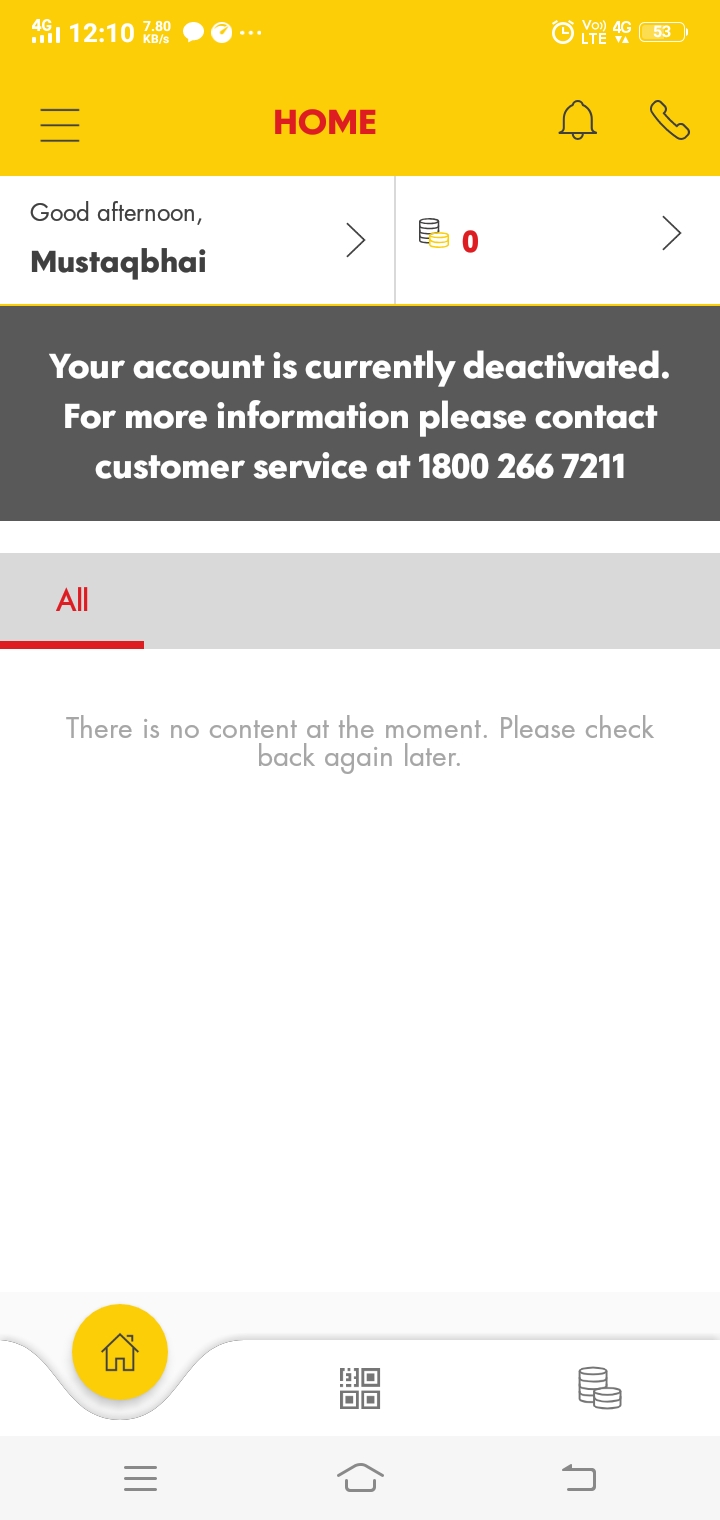 4G 12:10 7.80 KB/s ... Vo)) LTE 4G 53
HOME
Good afternoon,
Mustaqbhai
0
Your account is currently deactivated.
For more information please contact
customer service at 1800 266 7211
All
There is no content at the moment. Please check
back again later.